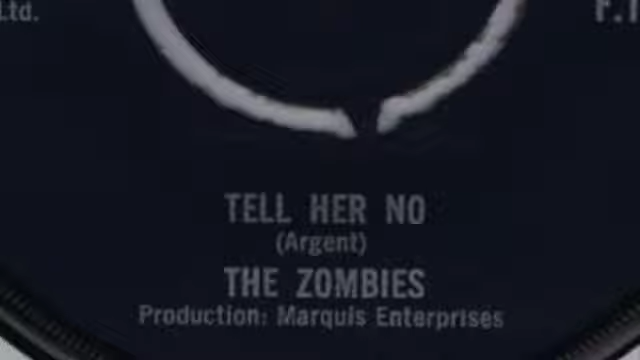 Ltd.
TELL HER NO
(Argent)
THE ZOMBIES
Production: Marquis Enterprises